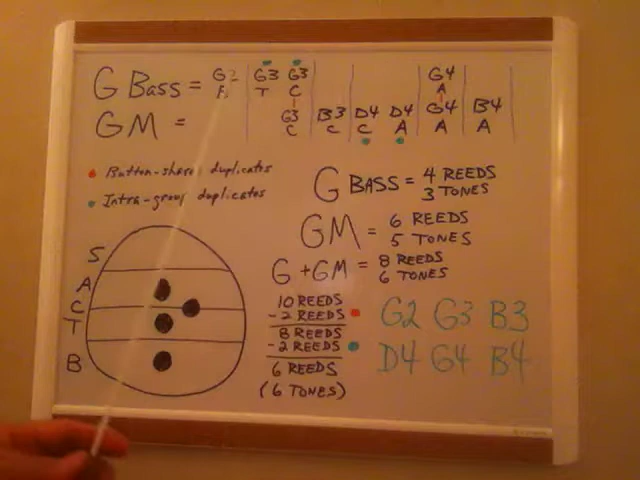 G Bass = G2 G3 G3 G4
B T C A
GM = G3 B3 D4 D4 G4 B4
C C C A A A
Button-share duplicates
Intra-group duplicates
G BASS = 4 REEDS
3 TONES
GM = 6 REEDS
5 TONES
G + GM = 8 REEDS
6 TONES
S
A
C
T
B
10 REEDS
- 2 REEDS
8 REEDS
- 2 REEDS
6 REEDS
(6 TONES)
G2 G3 B3
D4 G4 B4